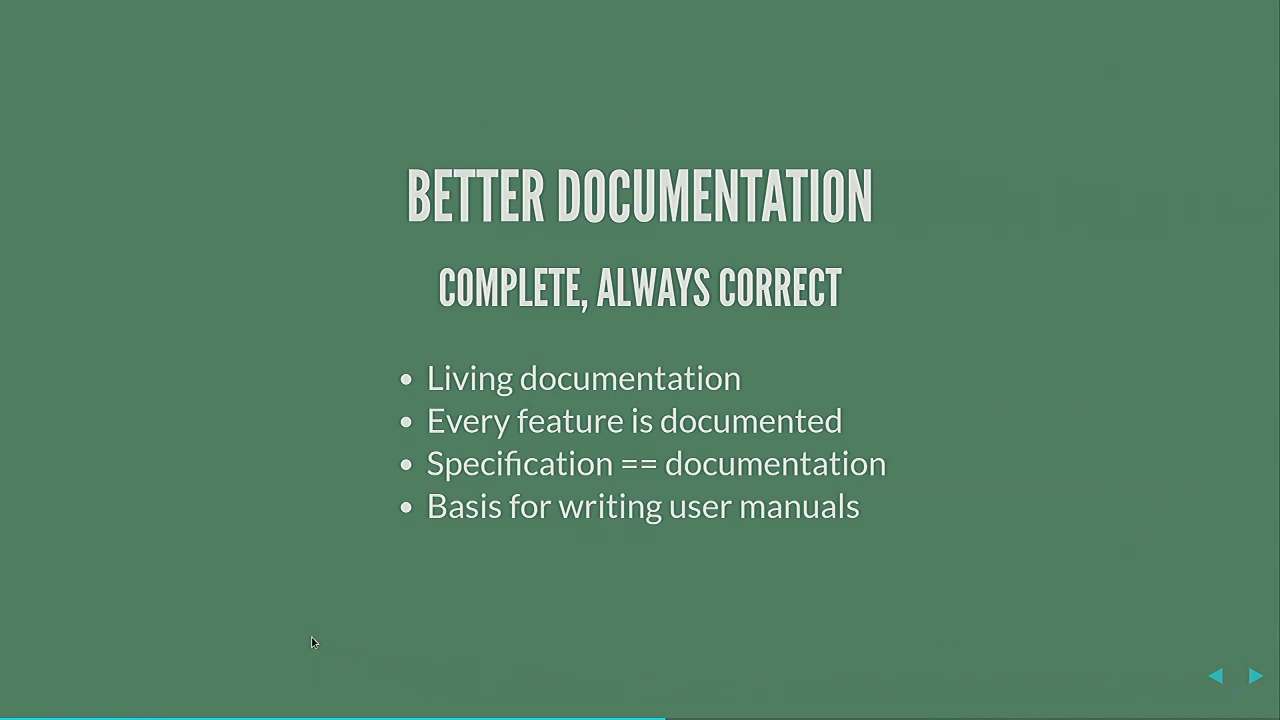 BETTER DOCUMENTATION
COMPLETE, ALWAYS CORRECT
• Living documentation
• Every feature is documented
• Specification == documentation
• Basis for writing user manuals